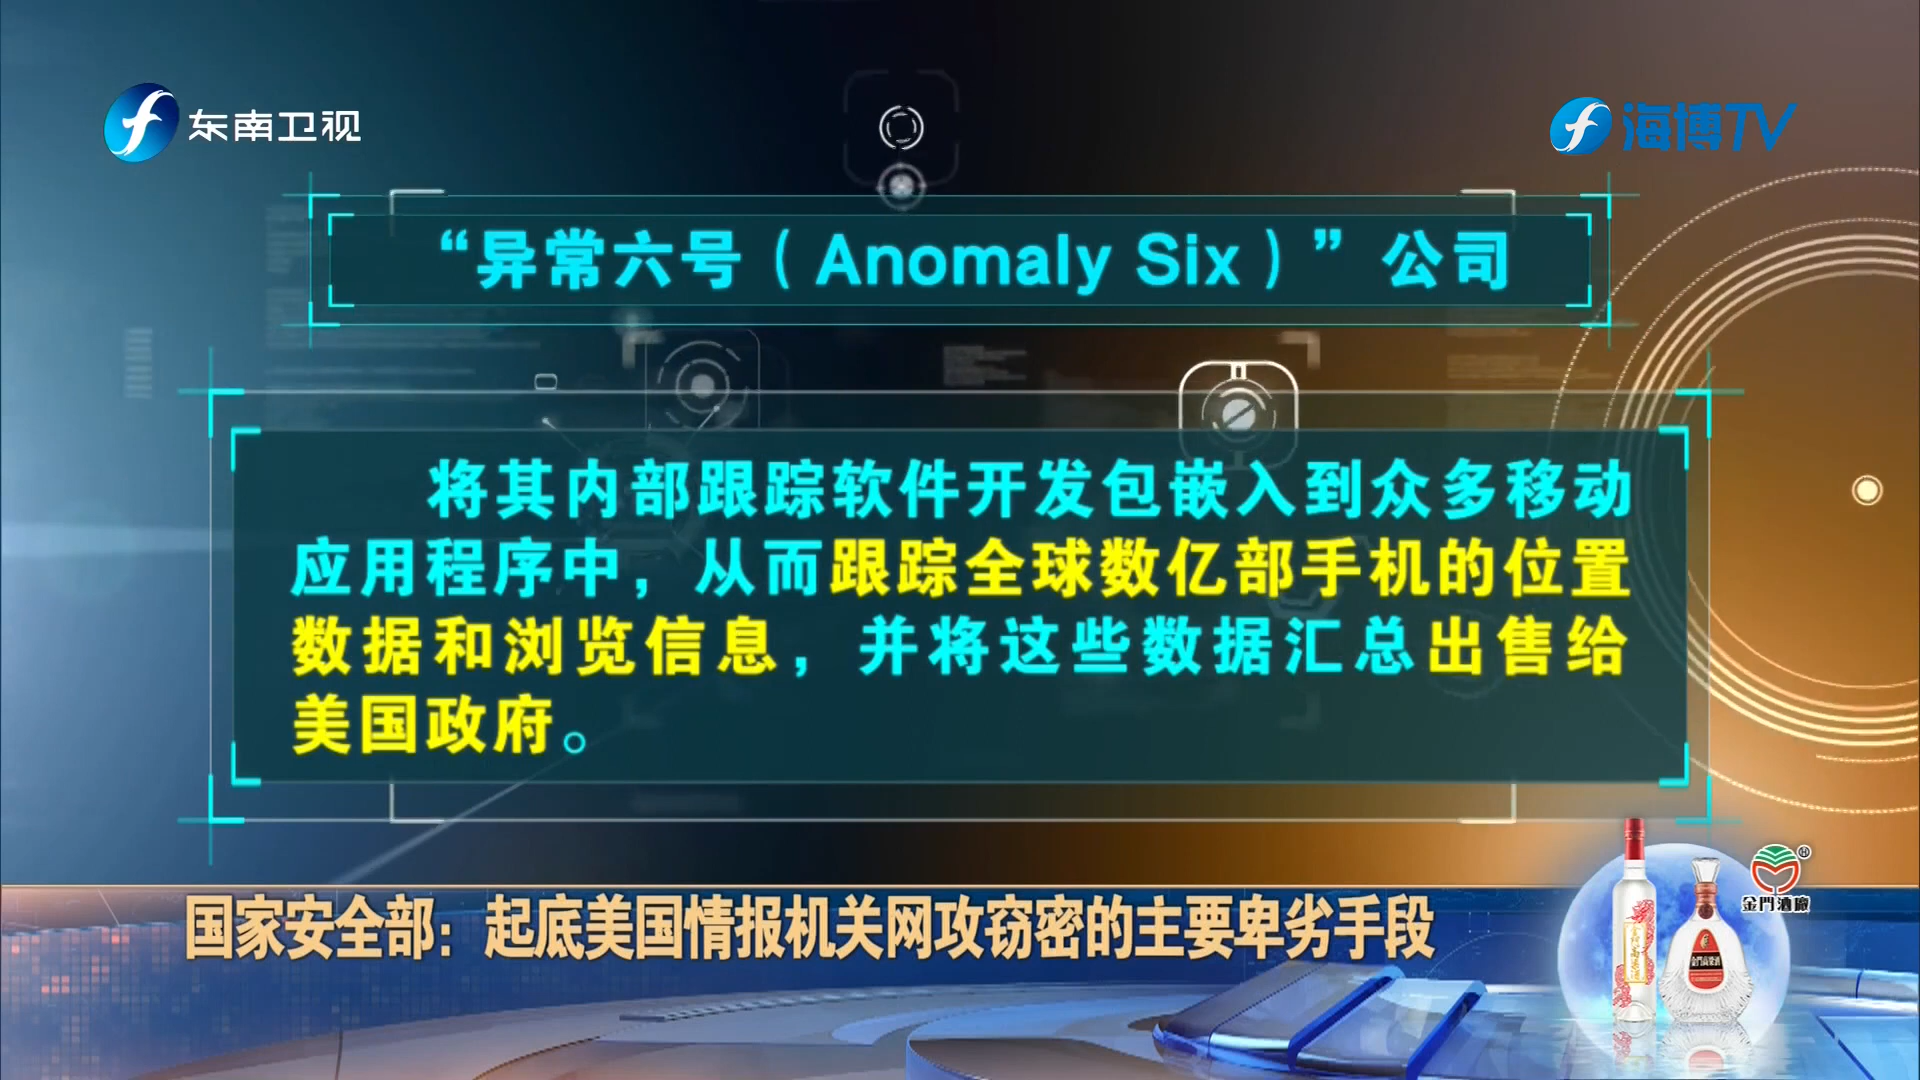 东南卫视
海博TV
“异常六号（Anomaly Six）”公司
将其内部跟踪软件开发包嵌入到众多移动
应用程序中，从而跟踪全球数亿部手机的位置
数据和浏览信息，并将这些数据汇总出售给
美国政府。
国家安全部：起底美国情报机关网攻窃密的主要卑劣手段
金門酒廠